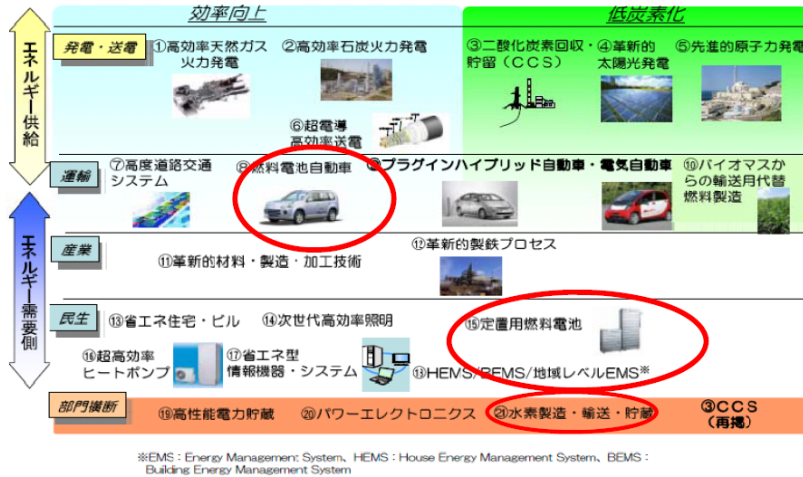 効率向上
低炭素化
エネルギー供給
発電・送電
①高効率天然ガス
火力発電
②高効率石炭火力発電
③二酸化炭素回収・
貯留（CCS）
④革新的
太陽光発電
⑤先進的原子力発電
⑥超電導
高効率送電
運輸
⑦高度道路交通
システム
⑧燃料電池自動車
プラグインハイブリッド自動車・電気自動車
⑩バイオマスか
らの輸送用代替
燃料製造
エネルギー需要側
産業
⑪革新的材料・製造・加工技術
⑫革新的製鉄プロセス
民生
⑬省エネ住宅・ビル
⑭次世代高効率照明
⑮定置用燃料電池
⑯超高効率
ヒートポンプ
⑰省エネ型
情報機器・システム
HEMS/BEMS/地域レベルEMS※
部門横断
⑲高性能電力貯蔵
⑳パワーエレクトロニクス
㉑水素製造・輸送・貯蔵
③CCS
（再掲）
※EMS：Energy Management System、HEMS：House Energy Management System、BEMS：
Building Energy Management System